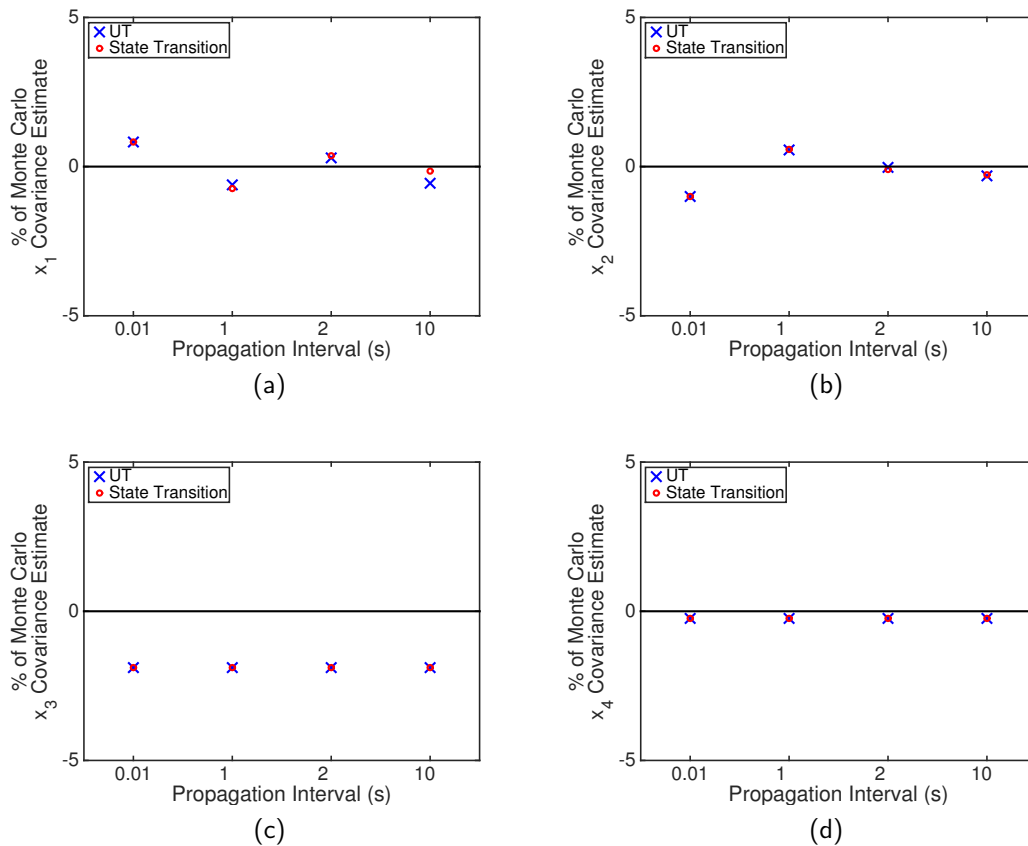 5
UT
State Transition
% of Monte Carlo
x1 Covariance Estimate
0
-5
0.01 1 2 10
Propagation Interval (s)
(a)
5
UT
State Transition
% of Monte Carlo
x2 Covariance Estimate
0
-5
0.01 1 2 10
Propagation Interval (s)
(b)
5
UT
State Transition
% of Monte Carlo
x3 Covariance Estimate
0
-5
0.01 1 2 10
Propagation Interval (s)
(c)
5
UT
State Transition
% of Monte Carlo
x4 Covariance Estimate
0
-5
0.01 1 2 10
Propagation Interval (s)
(d)